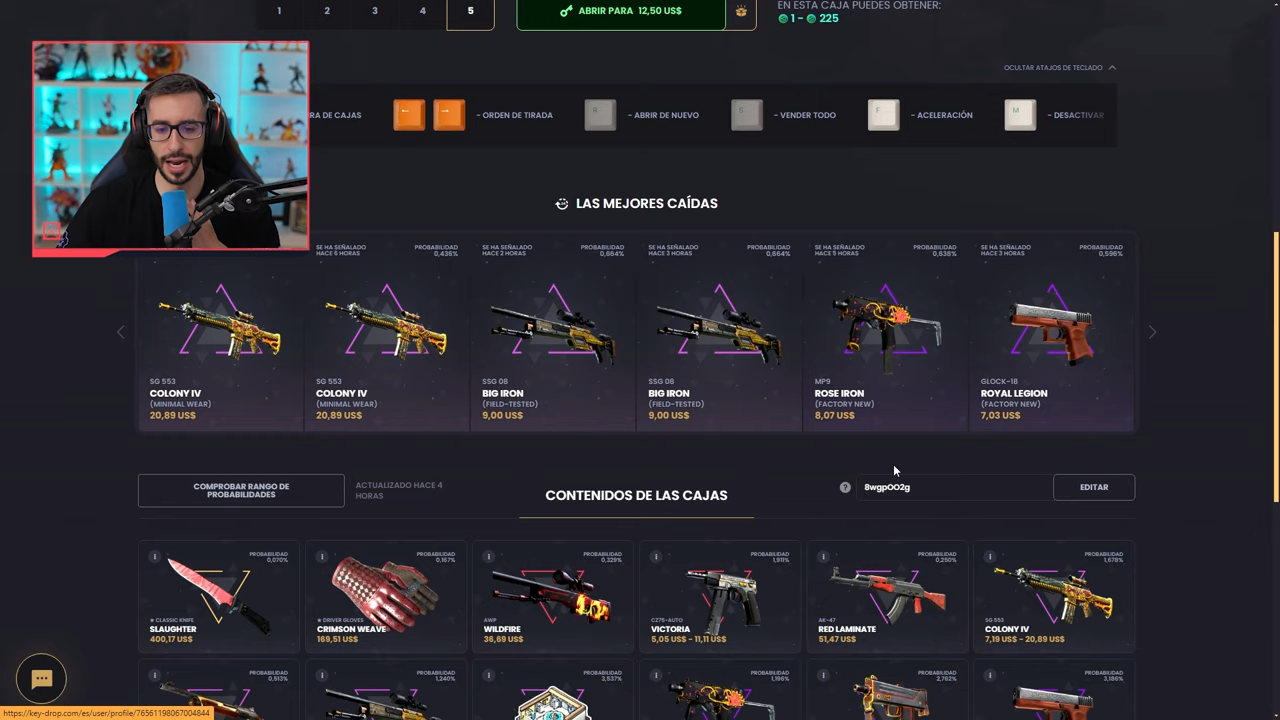 1 2 3 4 5
ABRIR PARA 12,50 US$
EN ESTA CAJA PUEDES OBTENER:
1 - 225
OCULTAR ATAJOS DE TECLADO
RA DE CAJAS
- ORDEN DE TIRADA
R
- ABRIR DE NUEVO
S
- VENDER TODO
F
- ACELERACIÓN
M
- DESACTIVAR
LAS MEJORES CAÍDAS
SG 553
COLONY IV
(MINIMAL WEAR)
20,89 US$
SE HA SEÑALADO
HACE 6 HORAS
PROBABILIDAD
0,436%
SG 553
COLONY IV
(MINIMAL WEAR)
20,89 US$
SE HA SEÑALADO
HACE 2 HORAS
PROBABILIDAD
0,664%
SSG 08
BIG IRON
(FIELD-TESTED)
9,00 US$
SE HA SEÑALADO
HACE 3 HORAS
PROBABILIDAD
0,664%
SSG 08
BIG IRON
(FIELD-TESTED)
9,00 US$
SE HA SEÑALADO
HACE 5 HORAS
PROBABILIDAD
0,638%
MP9
ROSE IRON
(FACTORY NEW)
8,07 US$
SE HA SEÑALADO
HACE 3 HORAS
PROBABILIDAD
0,596%
GLOCK-18
ROYAL LEGION
(FACTORY NEW)
7,03 US$
COMPROBAR RANGO DE
PROBABILIDADES
ACTUALIZADO HACE 4
HORAS
CONTENIDOS DE LAS CAJAS
?
8wgpOO2g
EDITAR
PROBABILIDAD
0,070%
★ CLASSIC KNIFE
SLAUGHTER
400,17 US$
PROBABILIDAD
0,167%
★ DRIVER GLOVES
CRIMSON WEAVE
169,51 US$
PROBABILIDAD
0,329%
AWP
WILDFIRE
36,69 US$
PROBABILIDAD
1,911%
CZ75-AUTO
VICTORIA
5,05 US$ - 11,11 US$
PROBABILIDAD
0,250%
AK-47
RED LAMINATE
51,47 US$
PROBABILIDAD
1,678%
SG 553
COLONY IV
7,19 US$ - 20,89 US$
PROBABILIDAD
0,513%
PROBABILIDAD
1,240%
PROBABILIDAD
3,537%
PROBABILIDAD
1,196%
PROBABILIDAD
2,762%
PROBABILIDAD
3,186%
https://key-drop.com/es/user/profile/76561198067004844